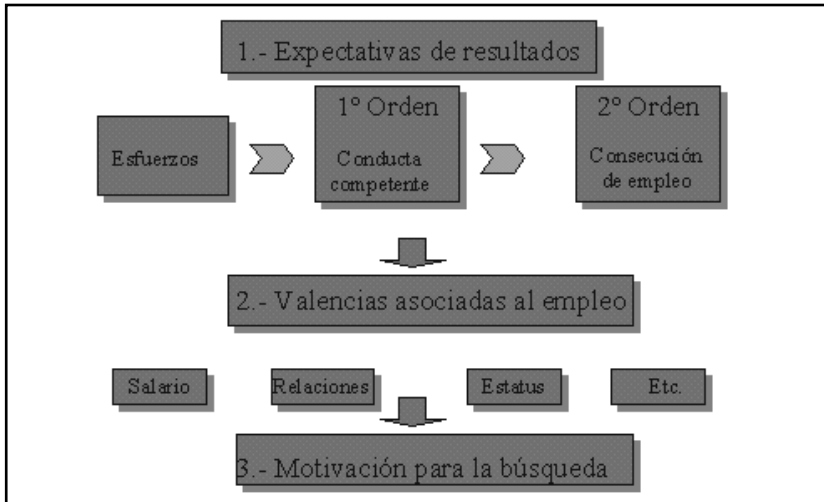 1.- Expectativas de resultados
Esfuerzos
1º Orden
Conducta
competente
2º Orden
Consecución
de empleo
2.- Valencias asociadas al empleo
Salario
Relaciones
Estatus
Etc.
3.- Motivación para la búsqueda